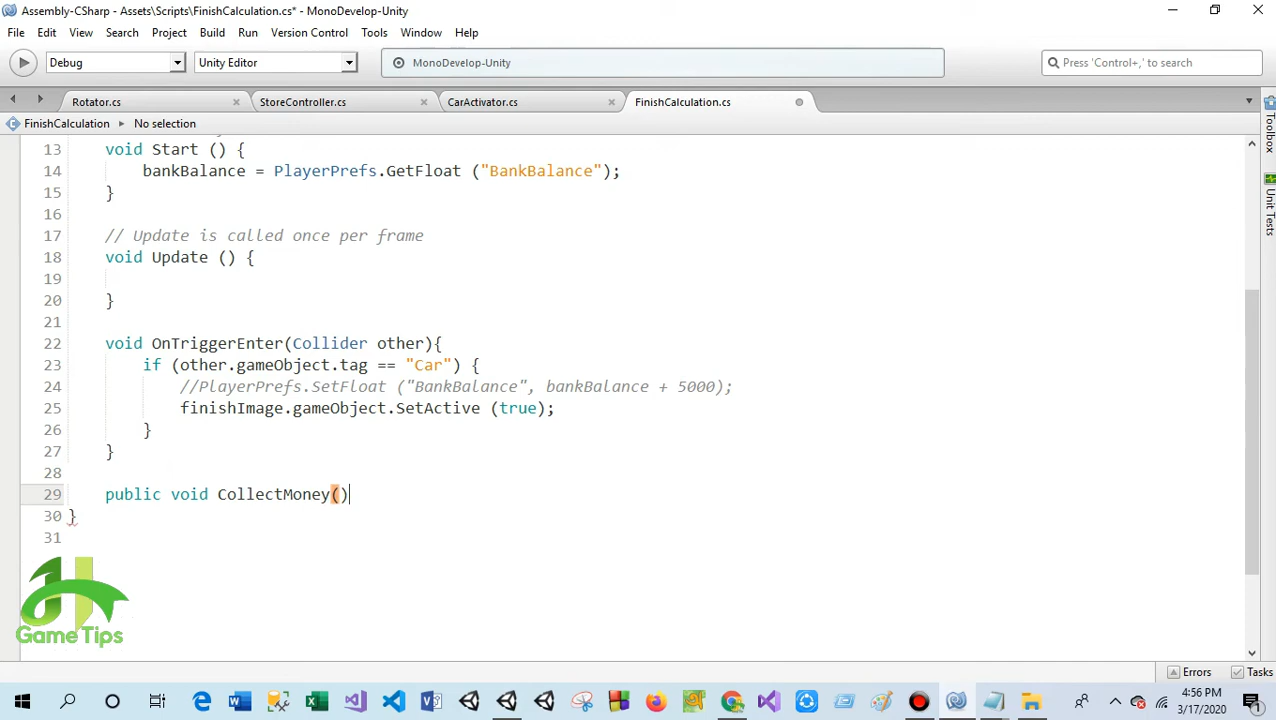 Assembly-CSharp - Assets\Scripts\FinishCalculation.cs* - MonoDevelop-Unity
File Edit View Search Project Build Run Version Control Tools Window Help
Debug Unity Editor MonoDevelop-Unity Press 'Control+,' to search
Rotator.cs StoreController.cs CarActivator.cs FinishCalculation.cs
FinishCalculation No selection
Toolbox
Unit Tests
13 void Start () {
14 bankBalance = PlayerPrefs.GetFloat ("BankBalance");
15 }
16
17 // Update is called once per frame
18 void Update () {
19
20 }
21
22 void OnTriggerEnter(Collider other){
23 if (other.gameObject.tag == "Car") {
24 //PlayerPrefs.SetFloat ("BankBalance", bankBalance + 5000);
25 finishImage.gameObject.SetActive (true);
26 }
27 }
28
29 public void CollectMoney()
30 }
31
GameTips
Errors Tasks
4:56 PM
3/17/2020
1